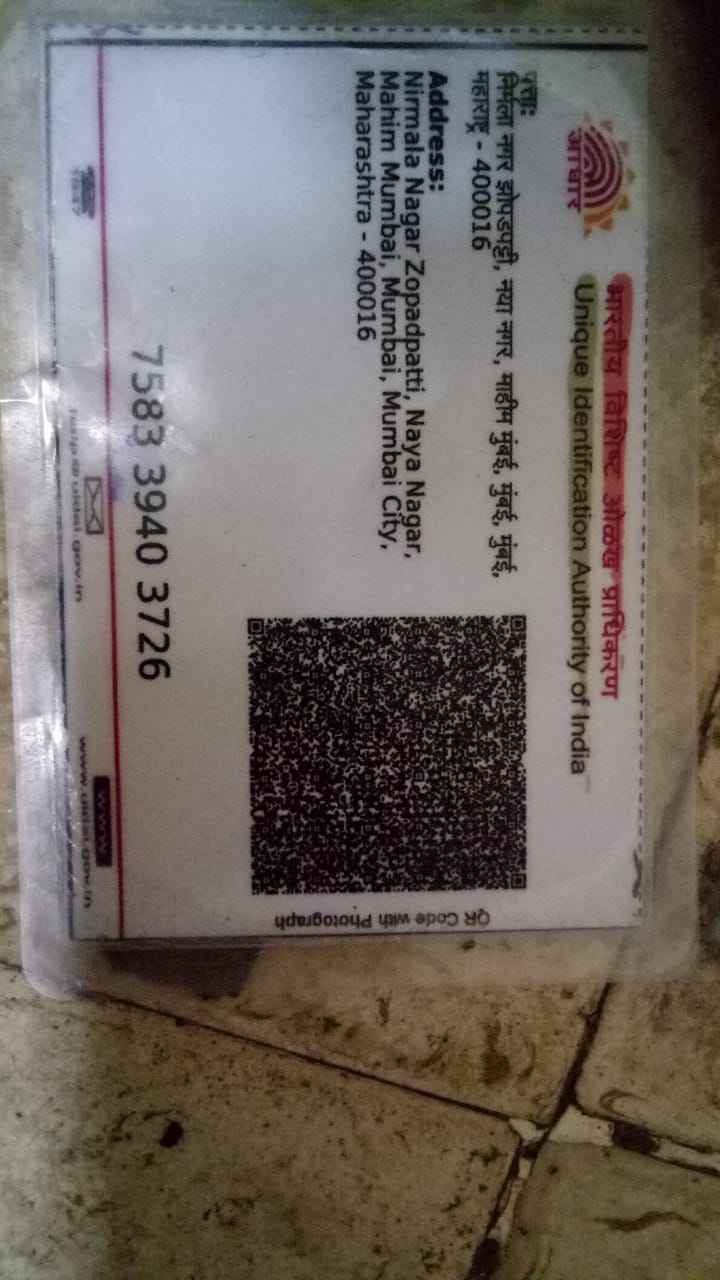 आधार
भारतीय विशिष्ट ओळख प्राधिकरण
Unique Identification Authority of India
पत्ता:
निर्मला नगर झोपडपट्टी, नया नगर, माहीम मुंबई, मुंबई, मुंबई,
महाराष्ट्र - 400016
Address:
Nirmala Nagar Zopadpatti, Naya Nagar,
Mahim Mumbai, Mumbai, Mumbai City,
Maharashtra - 400016
QR Code with Photograph
7583 3940 3726
1947
help@uidai.gov.in
www
www.uidai.gov.in